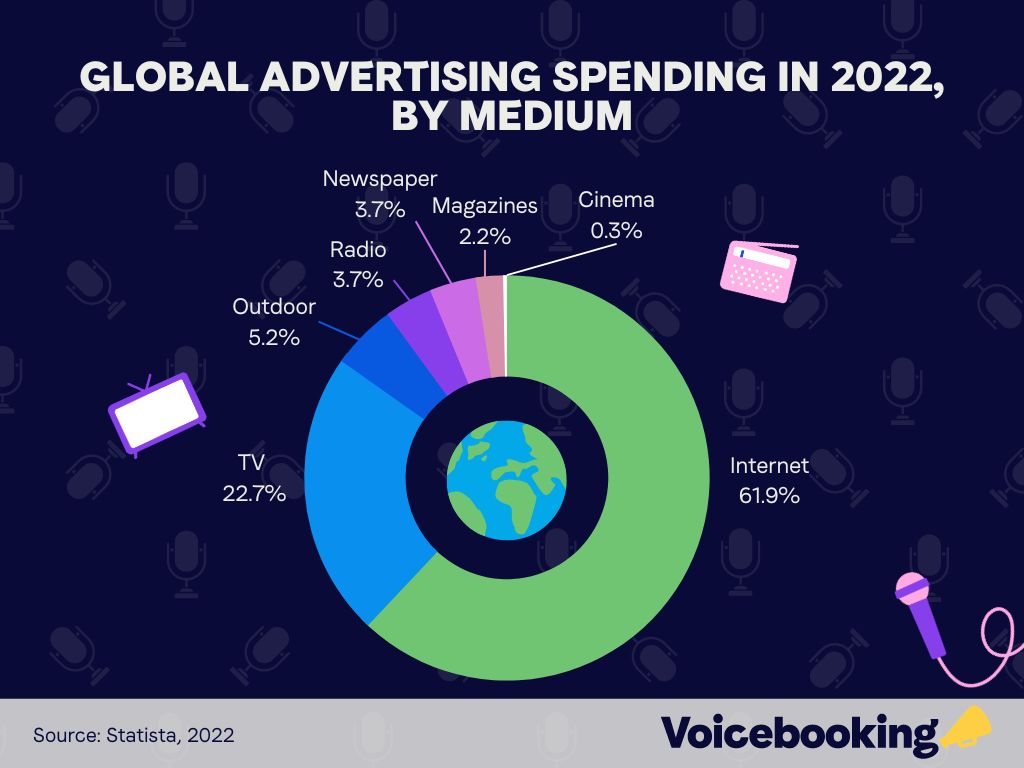 GLOBAL ADVERTISING SPENDING IN 2022,
BY MEDIUM
Newspaper
3.7%
Magazines
2.2%
Cinema
0.3%
Radio
3.7%
Outdoor
5.2%
TV
22.7%
Internet
61.9%
Source: Statista, 2022
Voicebooking